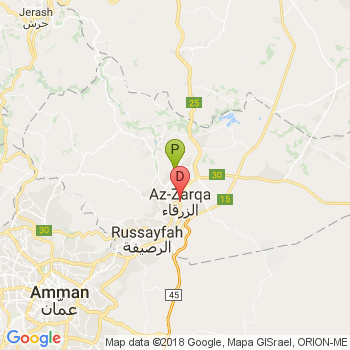 Jerash
جرش
25
P
D
30
Az-Zarqa
الزرقاء
15
30
Russayfah
الرصيفة
Amman
عمان
45
Google
Map data ©2018 Google, Mapa GISrael, ORION-ME